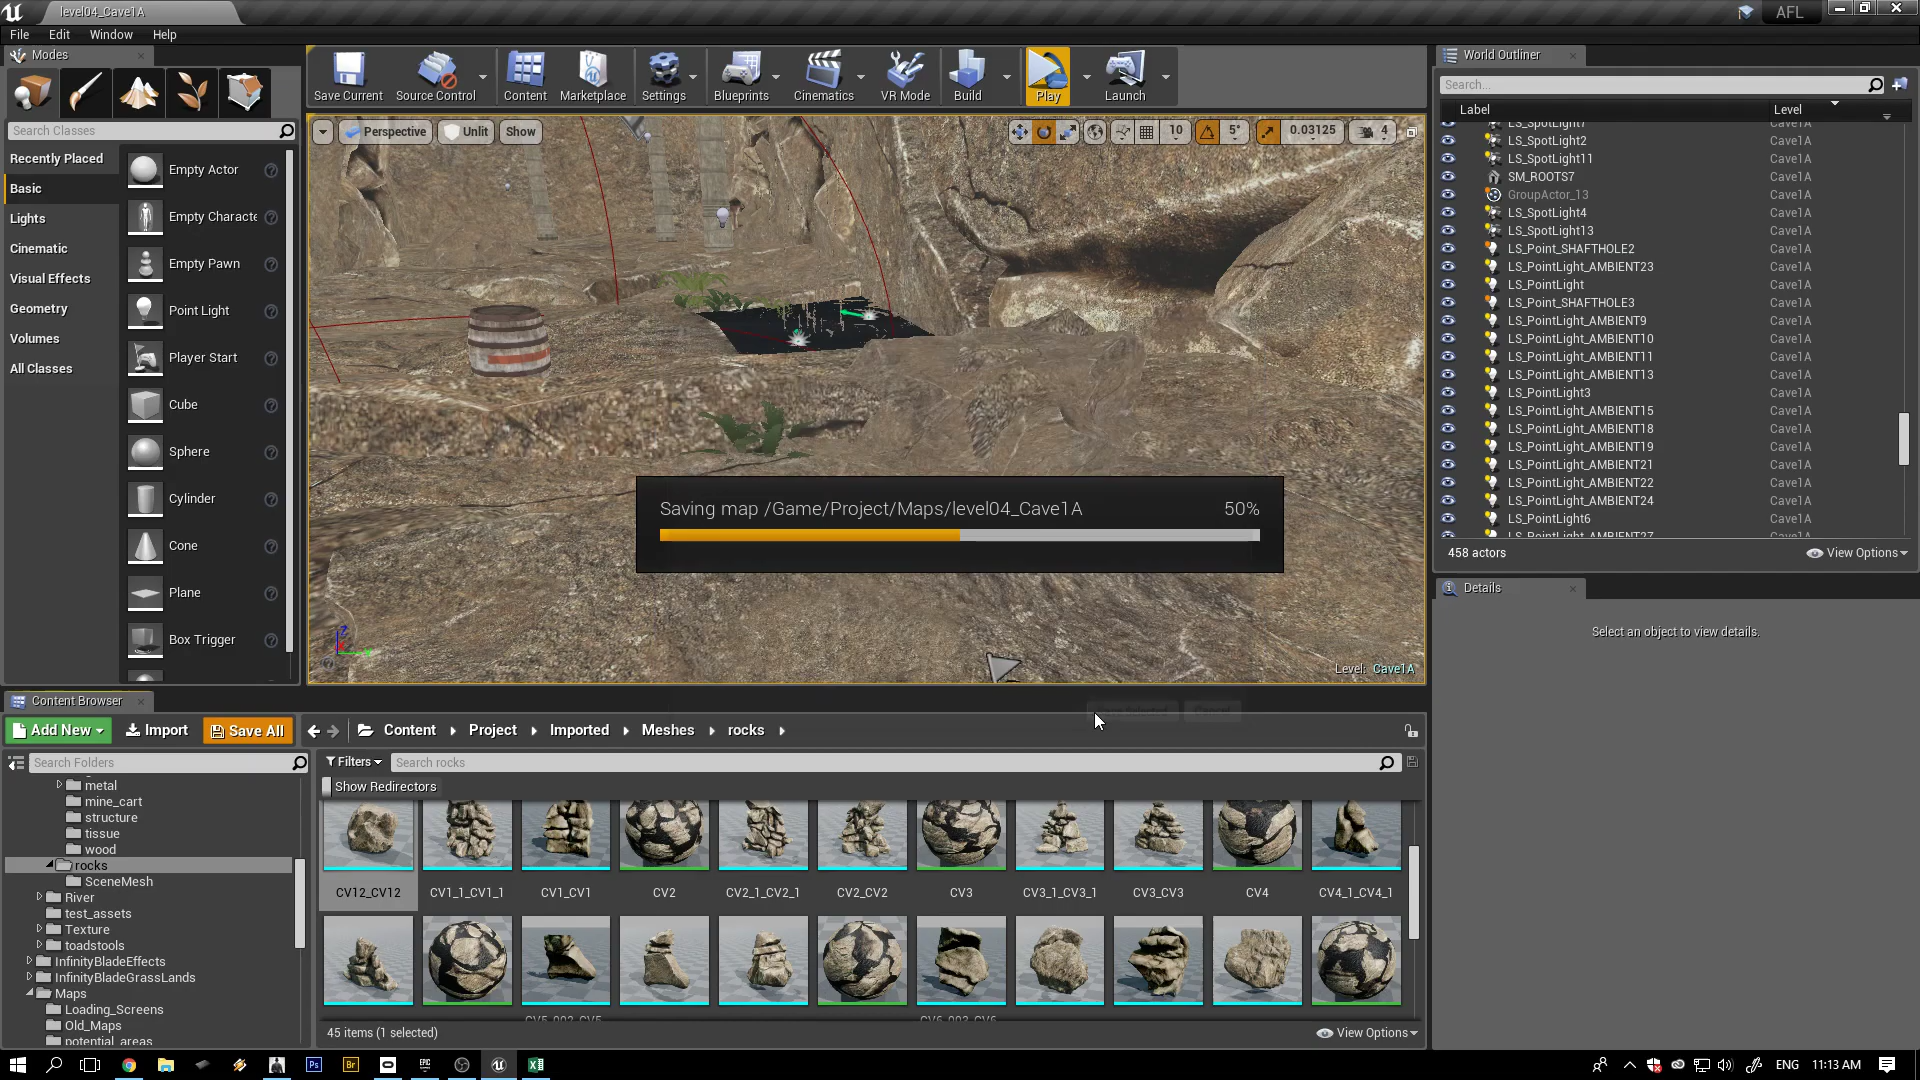 level04_Cave1A
AFL
File Edit Window Help
Modes
Search Classes
Recently Placed
Basic
Lights
Cinematic
Visual Effects
Geometry
Volumes
All Classes
Empty Actor
Empty Characte
Empty Pawn
Point Light
Player Start
Cube
Sphere
Cylinder
Cone
Plane
Box Trigger
Save Current Source Control Content Marketplace Settings Blueprints Cinematics VR Mode Build Play Launch
Perspective Unlit Show
10 5° 0.03125 4
Saving map /Game/Project/Maps/level04_Cave1A 50%
Level: Cave1A
World Outliner
Search...
Label Level
LS_SpotLight7 Cave1A
LS_SpotLight2 Cave1A
LS_SpotLight11 Cave1A
SM_ROOTS7 Cave1A
GroupActor_13 Cave1A
LS_SpotLight4 Cave1A
LS_SpotLight13 Cave1A
LS_Point_SHAFTHOLE2 Cave1A
LS_PointLight_AMBIENT23 Cave1A
LS_PointLight Cave1A
LS_Point_SHAFTHOLE3 Cave1A
LS_PointLight_AMBIENT9 Cave1A
LS_PointLight_AMBIENT10 Cave1A
LS_PointLight_AMBIENT11 Cave1A
LS_PointLight_AMBIENT13 Cave1A
LS_PointLight3 Cave1A
LS_PointLight_AMBIENT15 Cave1A
LS_PointLight_AMBIENT18 Cave1A
LS_PointLight_AMBIENT19 Cave1A
LS_PointLight_AMBIENT21 Cave1A
LS_PointLight_AMBIENT22 Cave1A
LS_PointLight_AMBIENT24 Cave1A
LS_PointLight6 Cave1A
LS_PointLight_AMBIENT27 Cave1A
458 actors View Options
Details
Select an object to view details.
Content Browser
Add New Import Save All Content Project Imported Meshes rocks
Search Folders
metal
mine_cart
structure
tissue
wood
rocks
SceneMesh
River
test_assets
Texture
toadstools
InfinityBladeEffects
InfinityBladeGrassLands
Maps
Loading_Screens
Old_Maps
potential_areas
Filters Search rocks
Show Redirectors
CV12_CV12 CV1_1_CV1_1 CV1_CV1 CV2 CV2_1_CV2_1 CV2_CV2 CV3 CV3_1_CV3_1 CV3_CV3 CV4 CV4_1_CV4_1
45 items (1 selected) View Options
Ps Br EPIC
ENG 11:13 AM